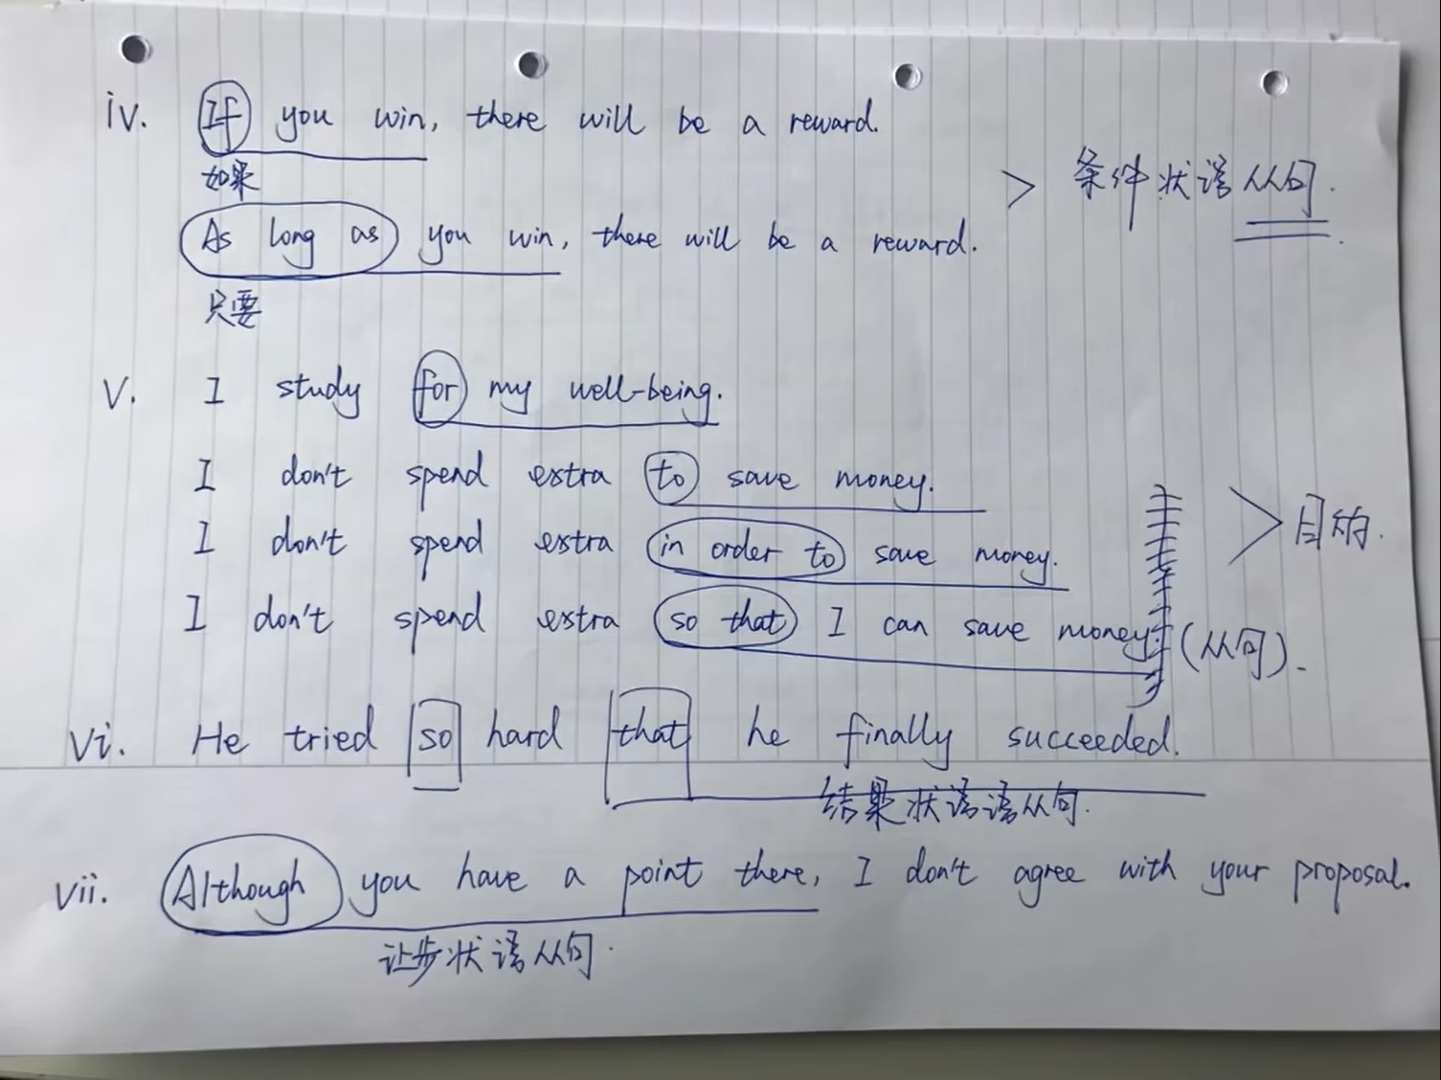 iv. If you win, there will be a reward.
如果
> 条件状语从句.
As long as you win, there will be a reward.
只要
v. I study for my well-being.
I don't spend extra to save money.
I don't spend extra in order to save money.
> 目的.
I don't spend extra so that I can save money. (从句).
vi. He tried so hard that he finally succeeded.
结果状语语从句.
vii. Although you have a point there, I don't agree with your proposal.
让步状语从句.